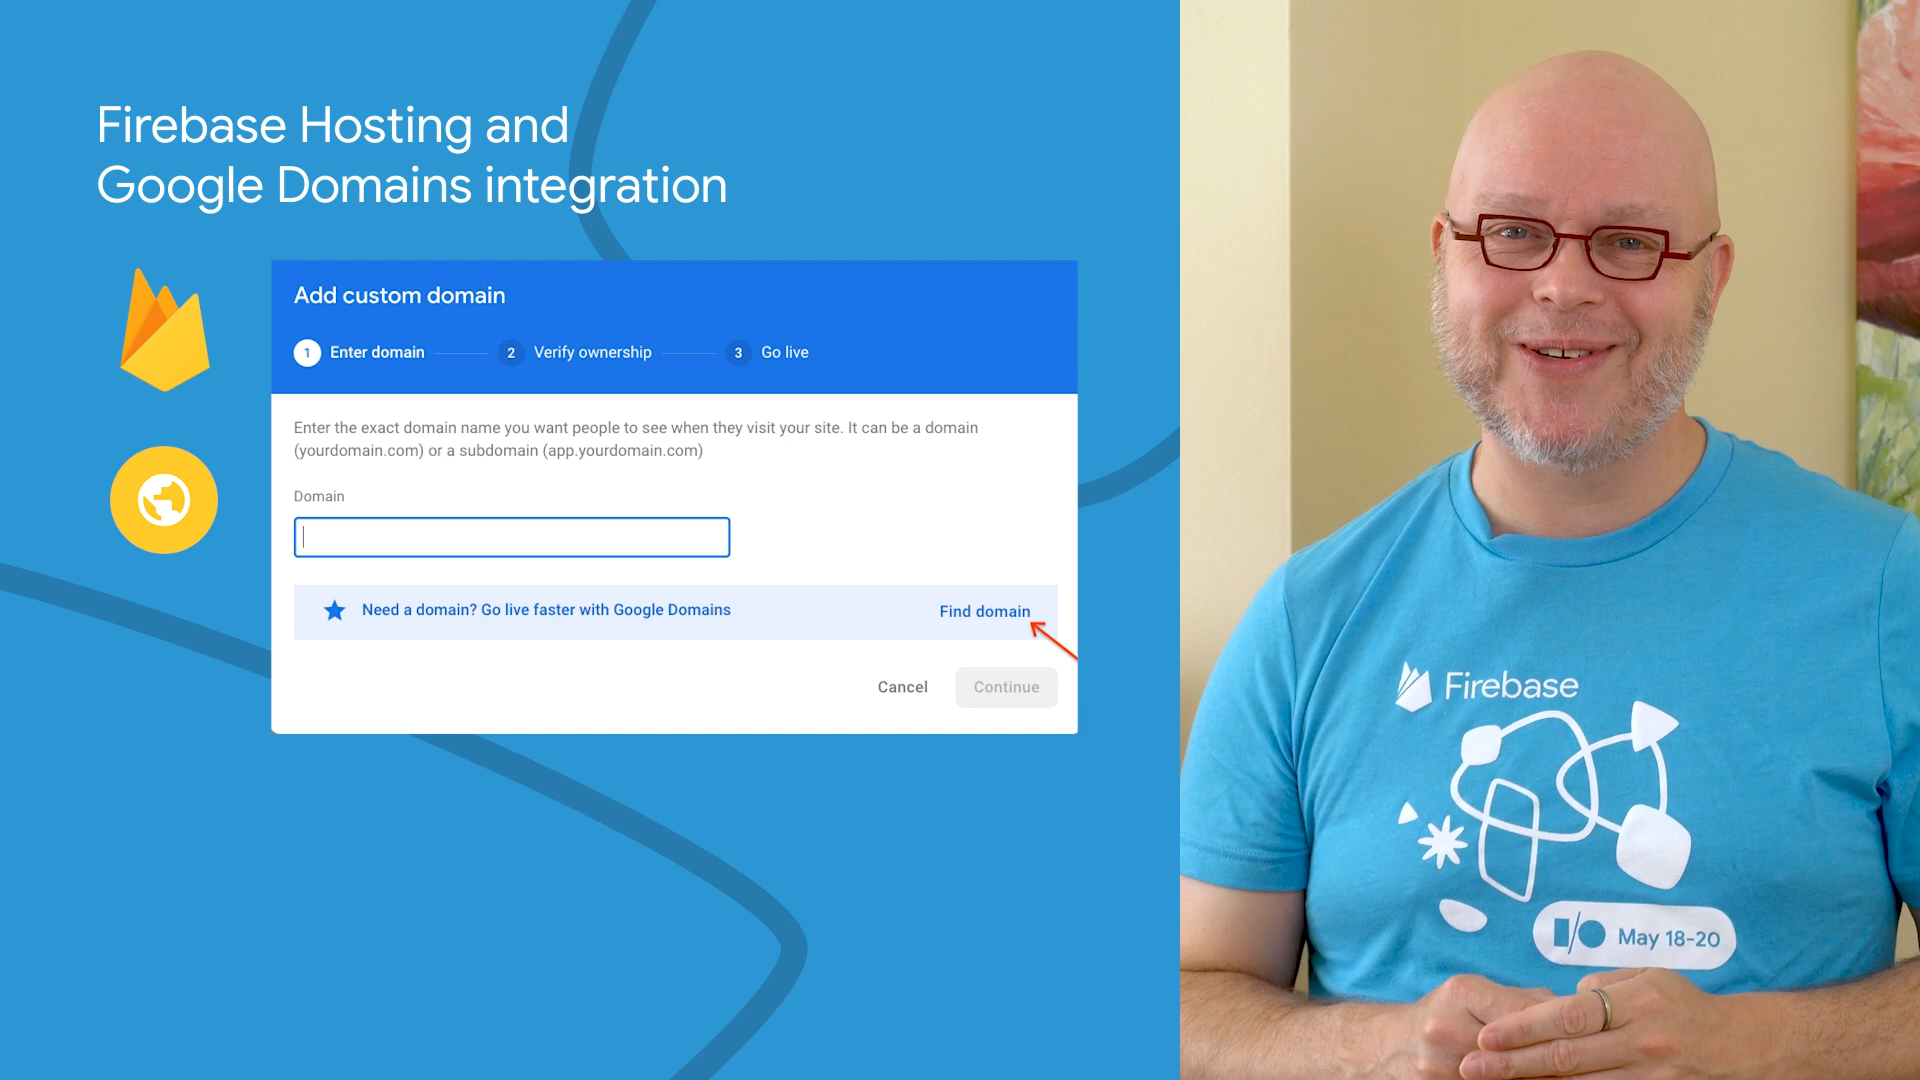 Firebase Hosting and
Google Domains integration
Add custom domain
1 Enter domain 2 Verify ownership 3 Go live
Enter the exact domain name you want people to see when they visit your site. It can be a domain
(yourdomain.com) or a subdomain (app.yourdomain.com)
Domain
Need a domain? Go live faster with Google Domains Find domain
Cancel Continue
Firebase
I/O May 18-20